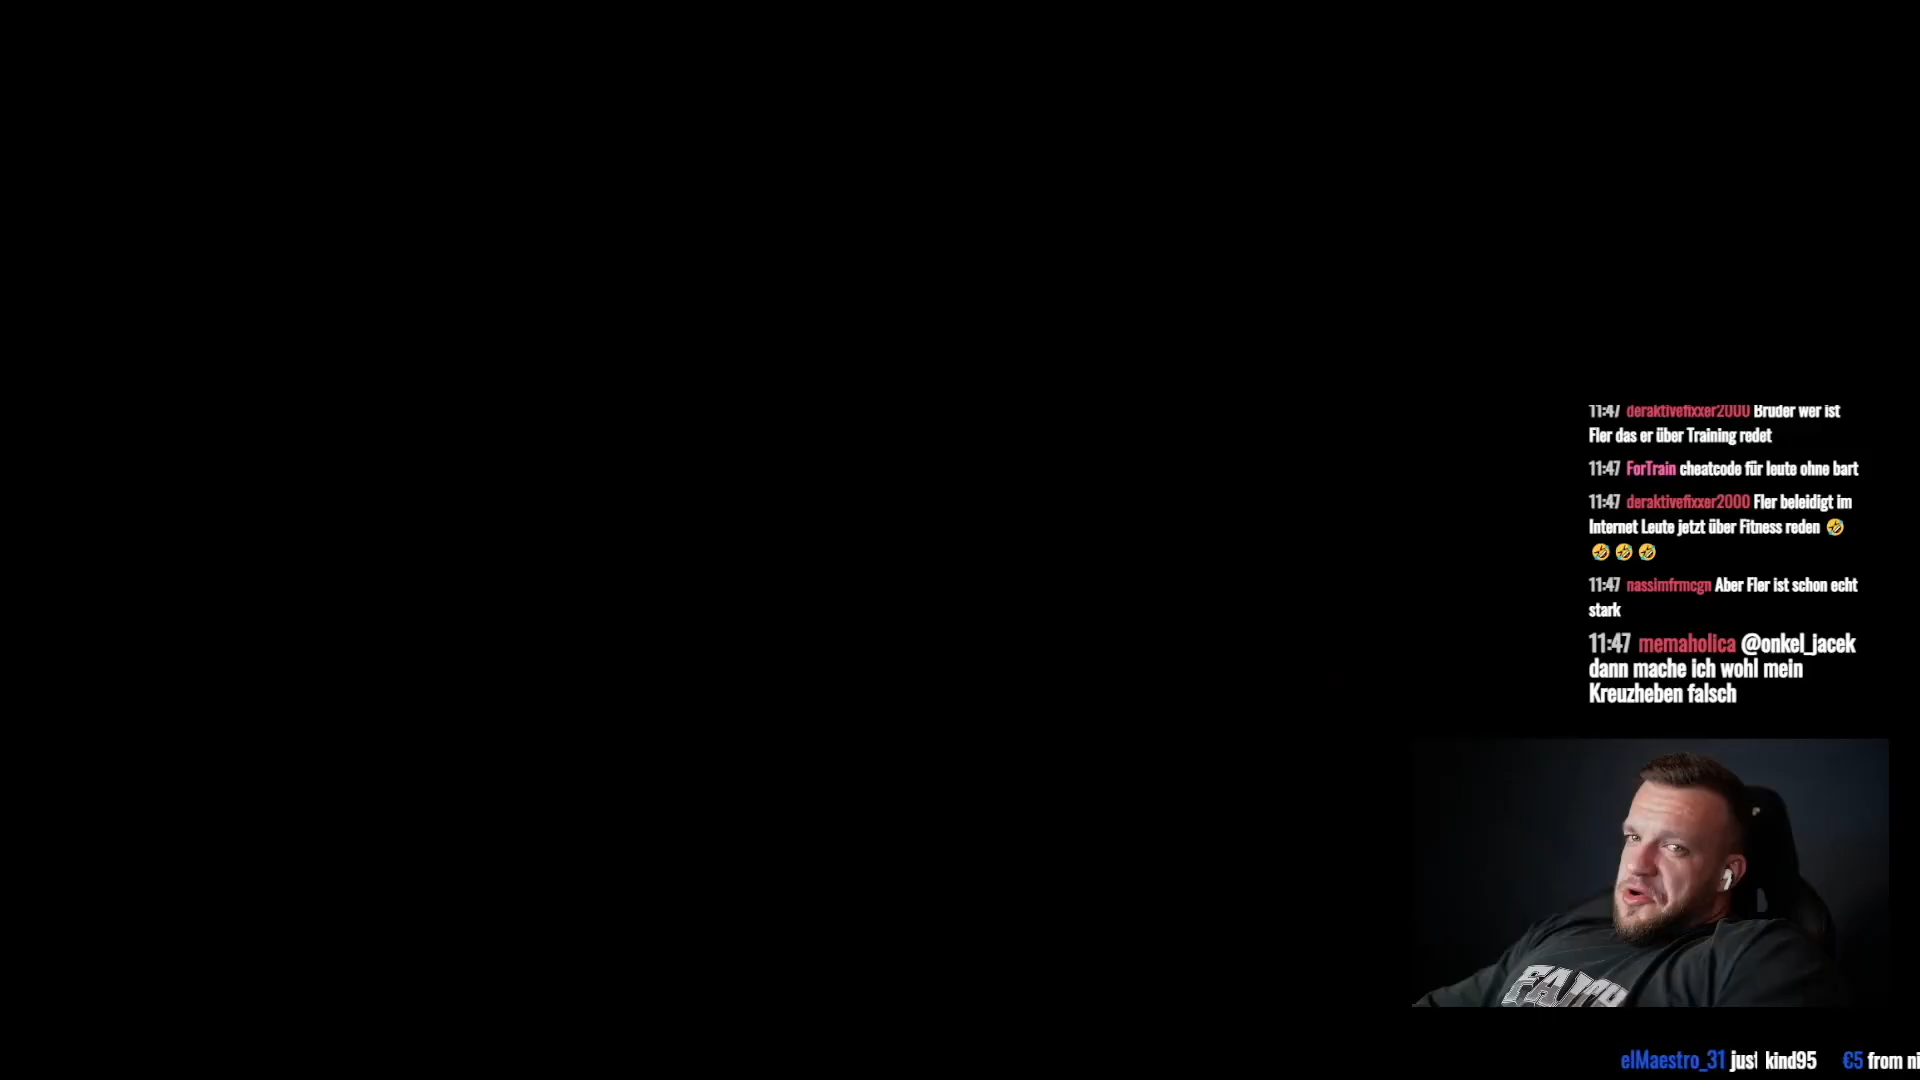 11:47 deraktivefixxer2000 Bruder wer ist
Fler das er über Training redet
11:47 ForTrain cheatcode für leute ohne bart
11:47 deraktivefixxer2000 Fler beleidigt im
Internet Leute jetzt über Fitness reden 🤣
🤣 🤣 🤣
11:47 nassimfrmcgn Aber Fler ist schon echt
stark
11:47 memaholica @onkel_jacek
dann mache ich wohl mein
Kreuzheben falsch
elMaestro_31 just kind95 €5 from